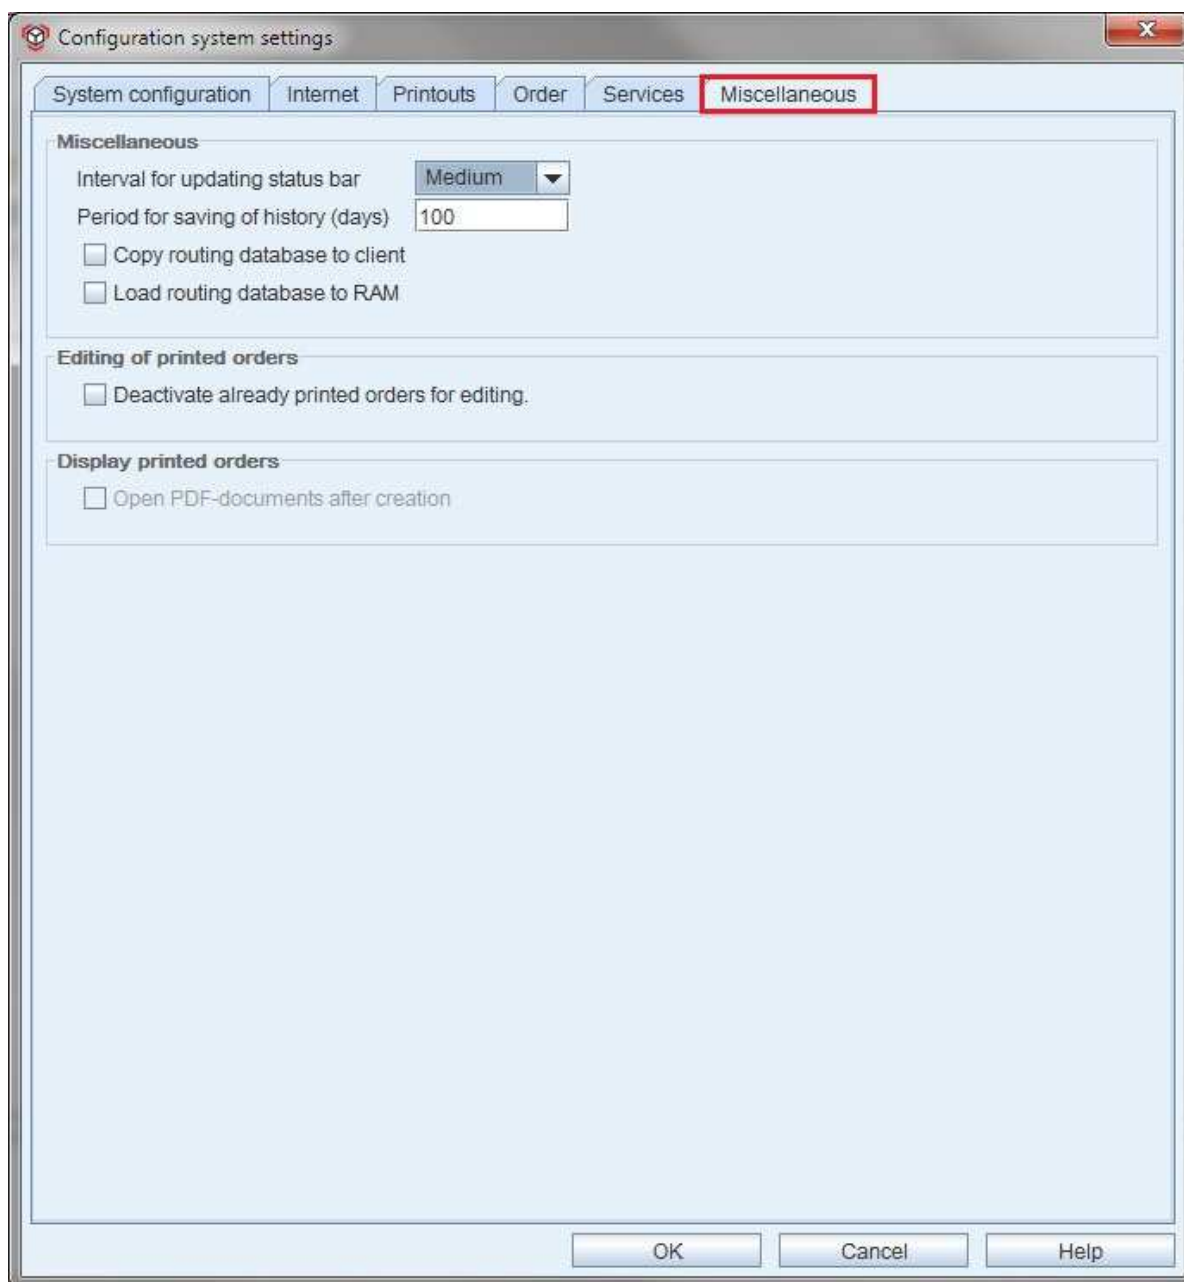 Configuration system settings
X
System configuration Internet Printouts Order Services Miscellaneous
Miscellaneous
Interval for updating status bar Medium
Period for saving of history (days) 100
Copy routing database to client
Load routing database to RAM
Editing of printed orders
Deactivate already printed orders for editing.
Display printed orders
Open PDF-documents after creation
OK Cancel Help